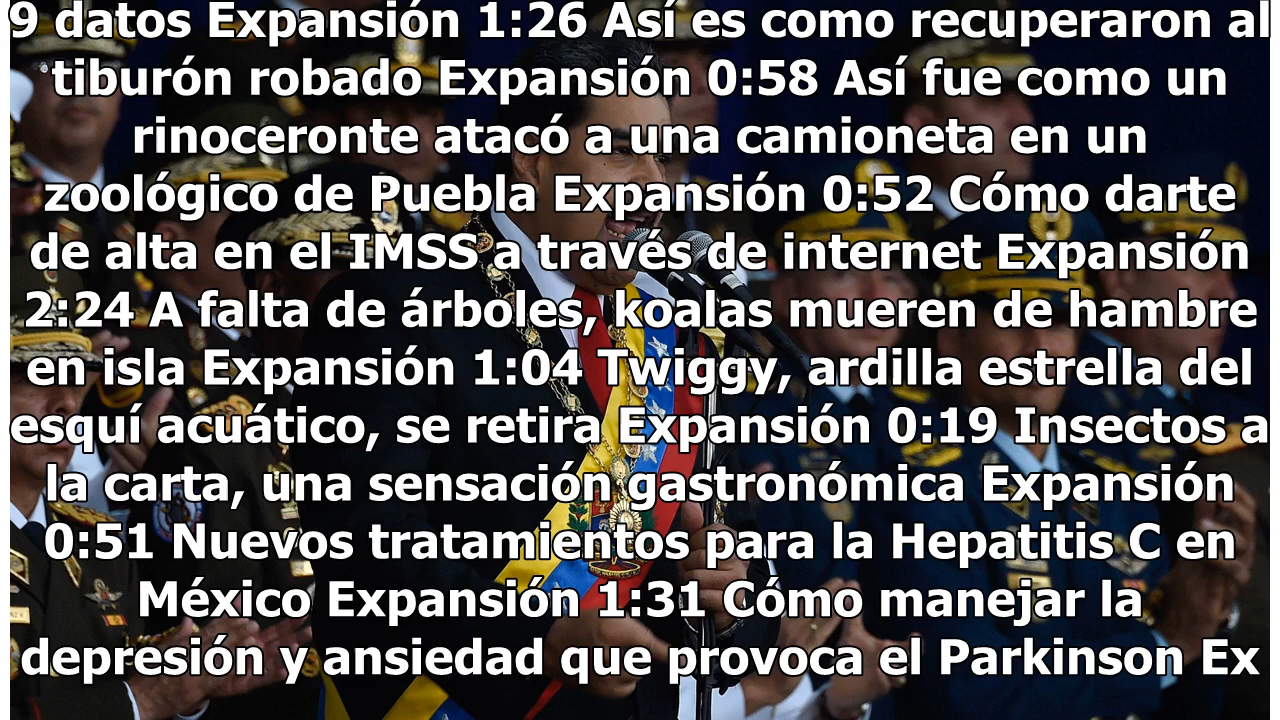 9 datos Expansión 1:26 Así es como recuperaron al
tiburón robado Expansión 0:58 Así fue como un
rinoceronte atacó a una camioneta en un
zoológico de Puebla Expansión 0:52 Cómo darte
de alta en el IMSS a través de internet Expansión
2:24 A falta de árboles, koalas mueren de hambre
en isla Expansión 1:04 Twiggy, ardilla estrella del
esquí acuático, se retira Expansión 0:19 Insectos a
la carta, una sensación gastronómica Expansión
0:51 Nuevos tratamientos para la Hepatitis C en
México Expansión 1:31 Cómo manejar la
depresión y ansiedad que provoca el Parkinson Ex